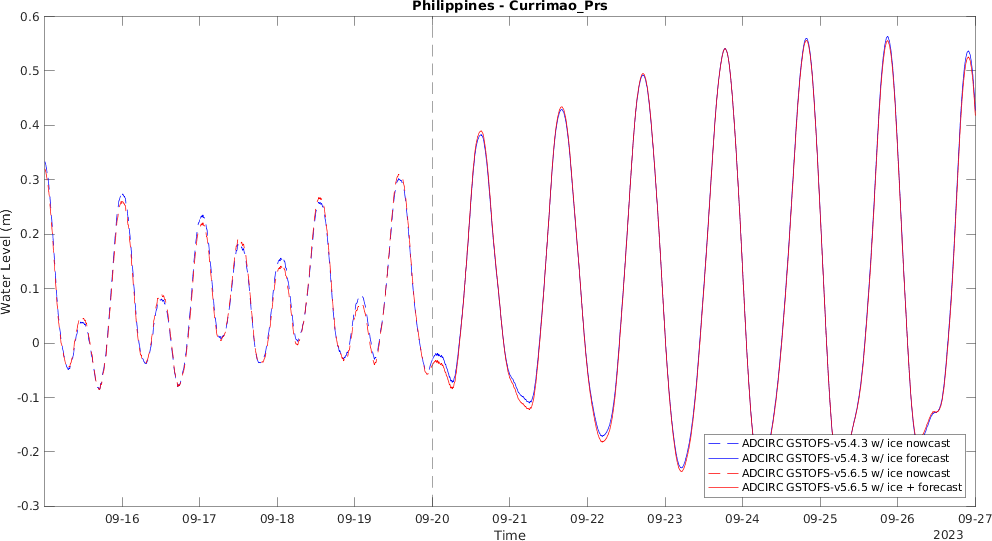 Philippines - Currimao_Prs
0.6
0.5
0.4
0.3
0.2
0.1
0
-0.1
-0.2
-0.3
Water Level (m)
ADCIRC GSTOFS-v5.4.3 w/ ice nowcast
ADCIRC GSTOFS-v5.4.3 w/ ice forecast
ADCIRC GSTOFS-v5.6.5 w/ ice nowcast
ADCIRC GSTOFS-v5.6.5 w/ ice + forecast
09-16 09-17 09-18 09-19 09-20 09-21 09-22 09-23 09-24 09-25 09-26 09-27
Time
2023